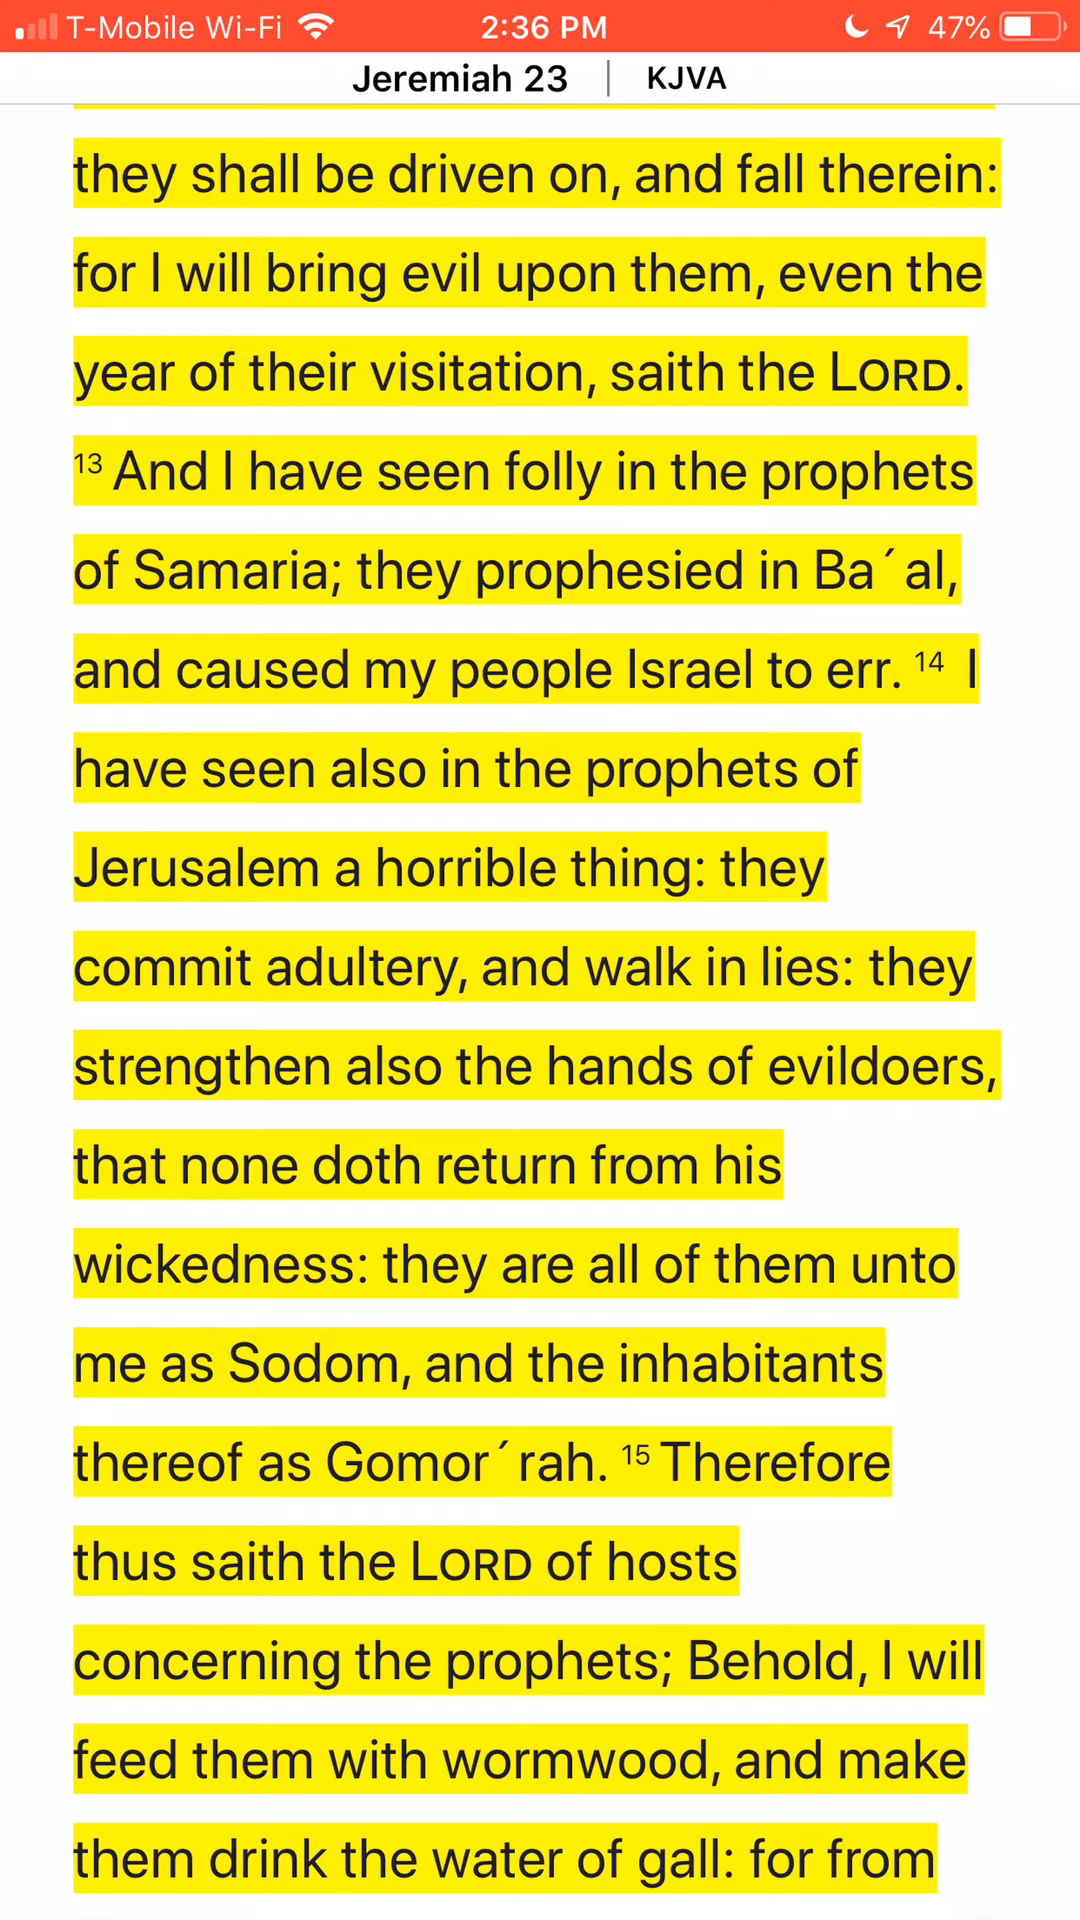 T-Mobile Wi-Fi 2:36 PM 47%
Jeremiah 23 | KJVA
they shall be driven on, and fall therein:
for I will bring evil upon them, even the
year of their visitation, saith the LORD.
13 And I have seen folly in the prophets
of Samaria; they prophesied in Ba´al,
and caused my people Israel to err. 14 I
have seen also in the prophets of
Jerusalem a horrible thing: they
commit adultery, and walk in lies: they
strengthen also the hands of evildoers,
that none doth return from his
wickedness: they are all of them unto
me as Sodom, and the inhabitants
thereof as Gomor´rah. 15 Therefore
thus saith the LORD of hosts
concerning the prophets; Behold, I will
feed them with wormwood, and make
them drink the water of gall: for from